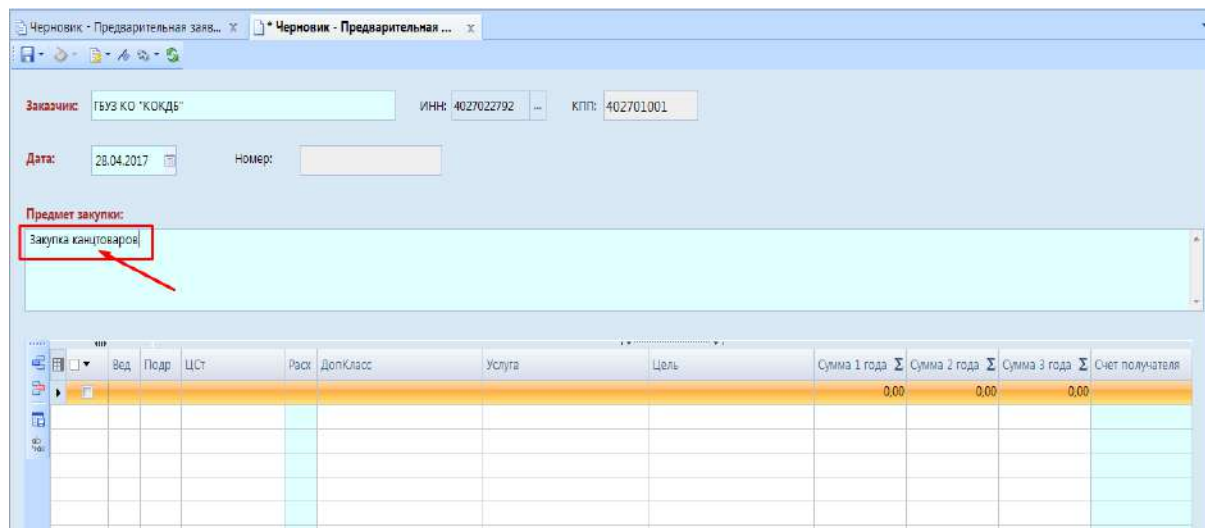 Черновик - Предварительная заяв... x * Черновик - Предварительная ... x
Заказчик: ГБУЗ КО "КОКДБ" ИНН: 4027022792 ... КПП: 402701001
Дата: 28.04.2017 Номер:
Предмет закупки:
Закупка канцтоваров
Вед Подр ЦСт Расх ДопКласс Услуга Цель Сумма 1 года Σ Сумма 2 года Σ Сумма 3 года Σ Счет получателя
0,00 0,00 0,00